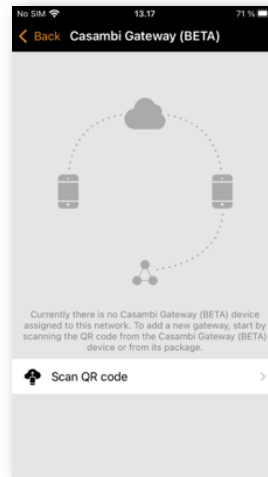 No SIM 13.17 71 %
Back Casambi Gateway (BETA)
Currently there is no Casambi Gateway (BETA) device
assigned to this network. To add a new gateway, start by
scanning the QR code from the Casambi Gateway (BETA)
device or from its package.
Scan QR code